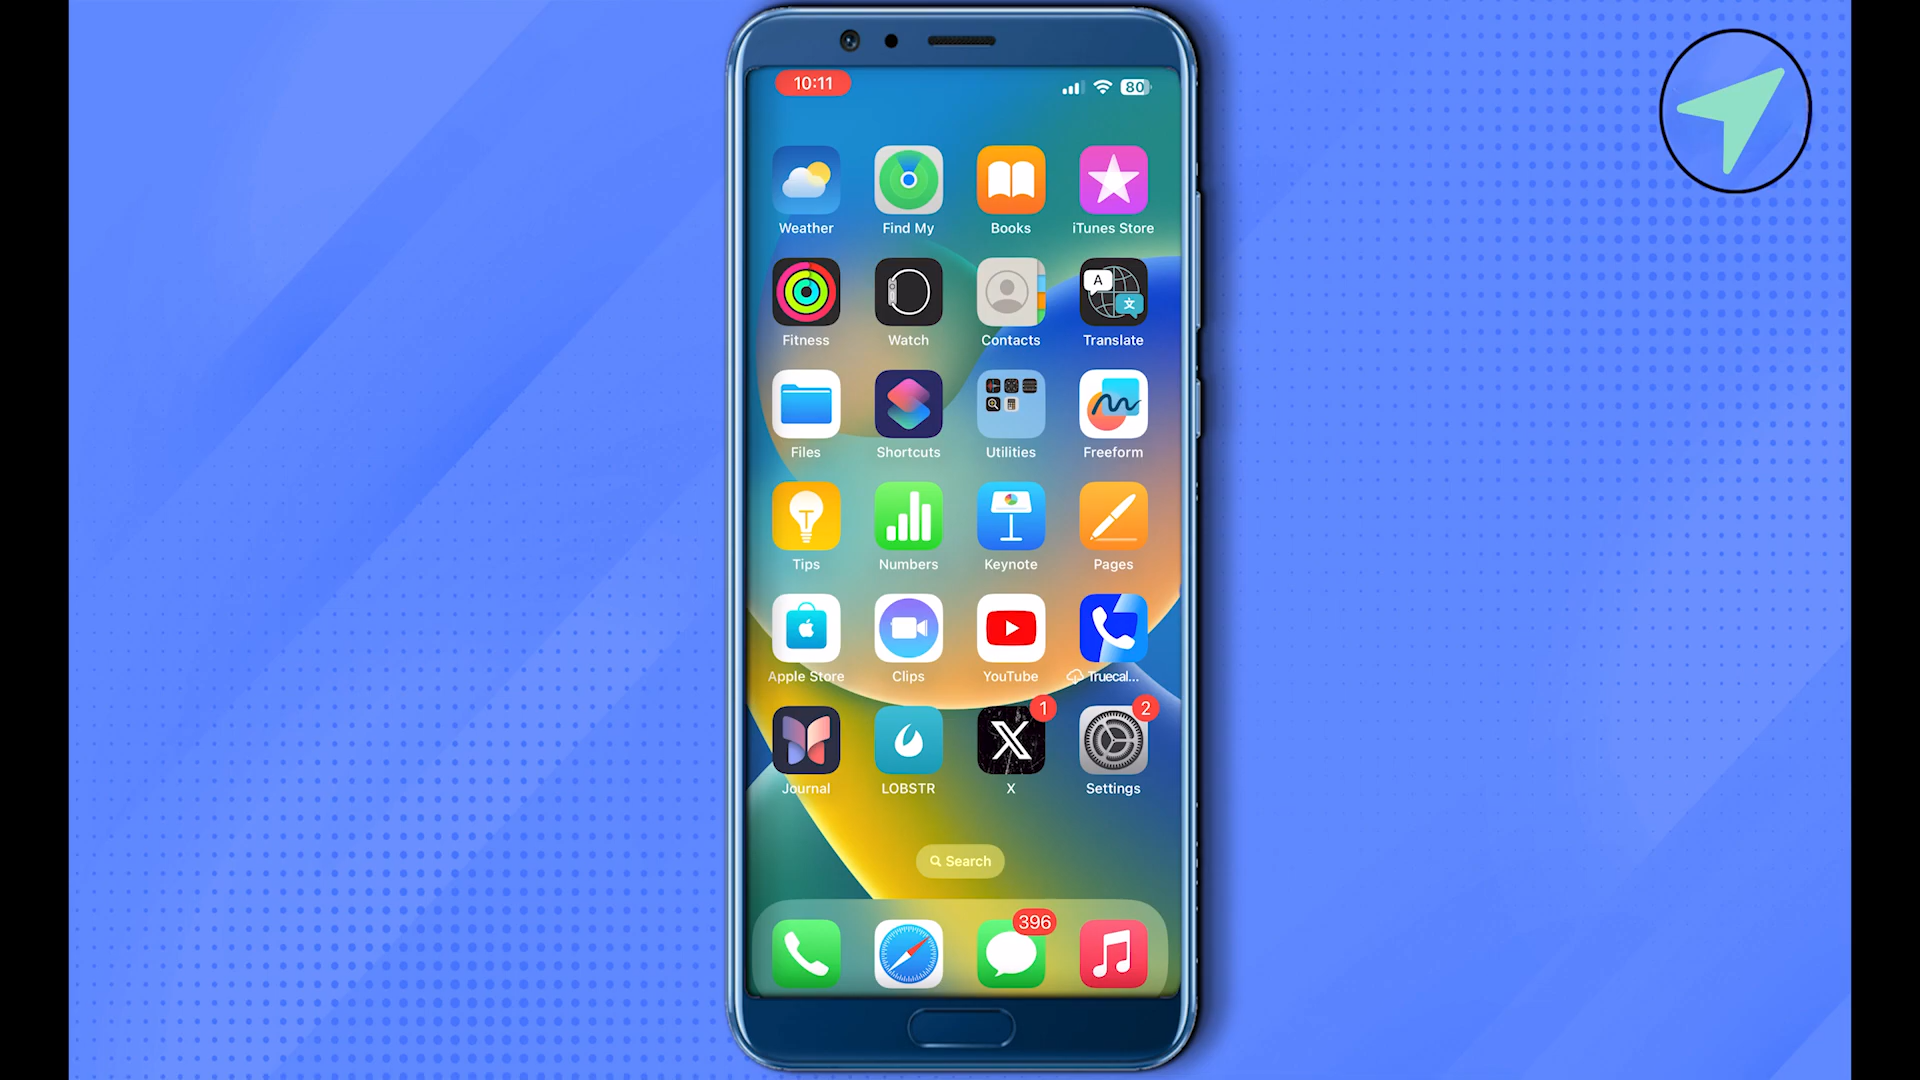 10:11
80
Weather Find My Books iTunes Store
A
文
Fitness Watch Contacts Translate
Files Shortcuts Utilities Freeform
Tips Numbers Keynote Pages
Apple Store Clips YouTube Truecal...
1 2
Journal LOBSTR X Settings
Search
396